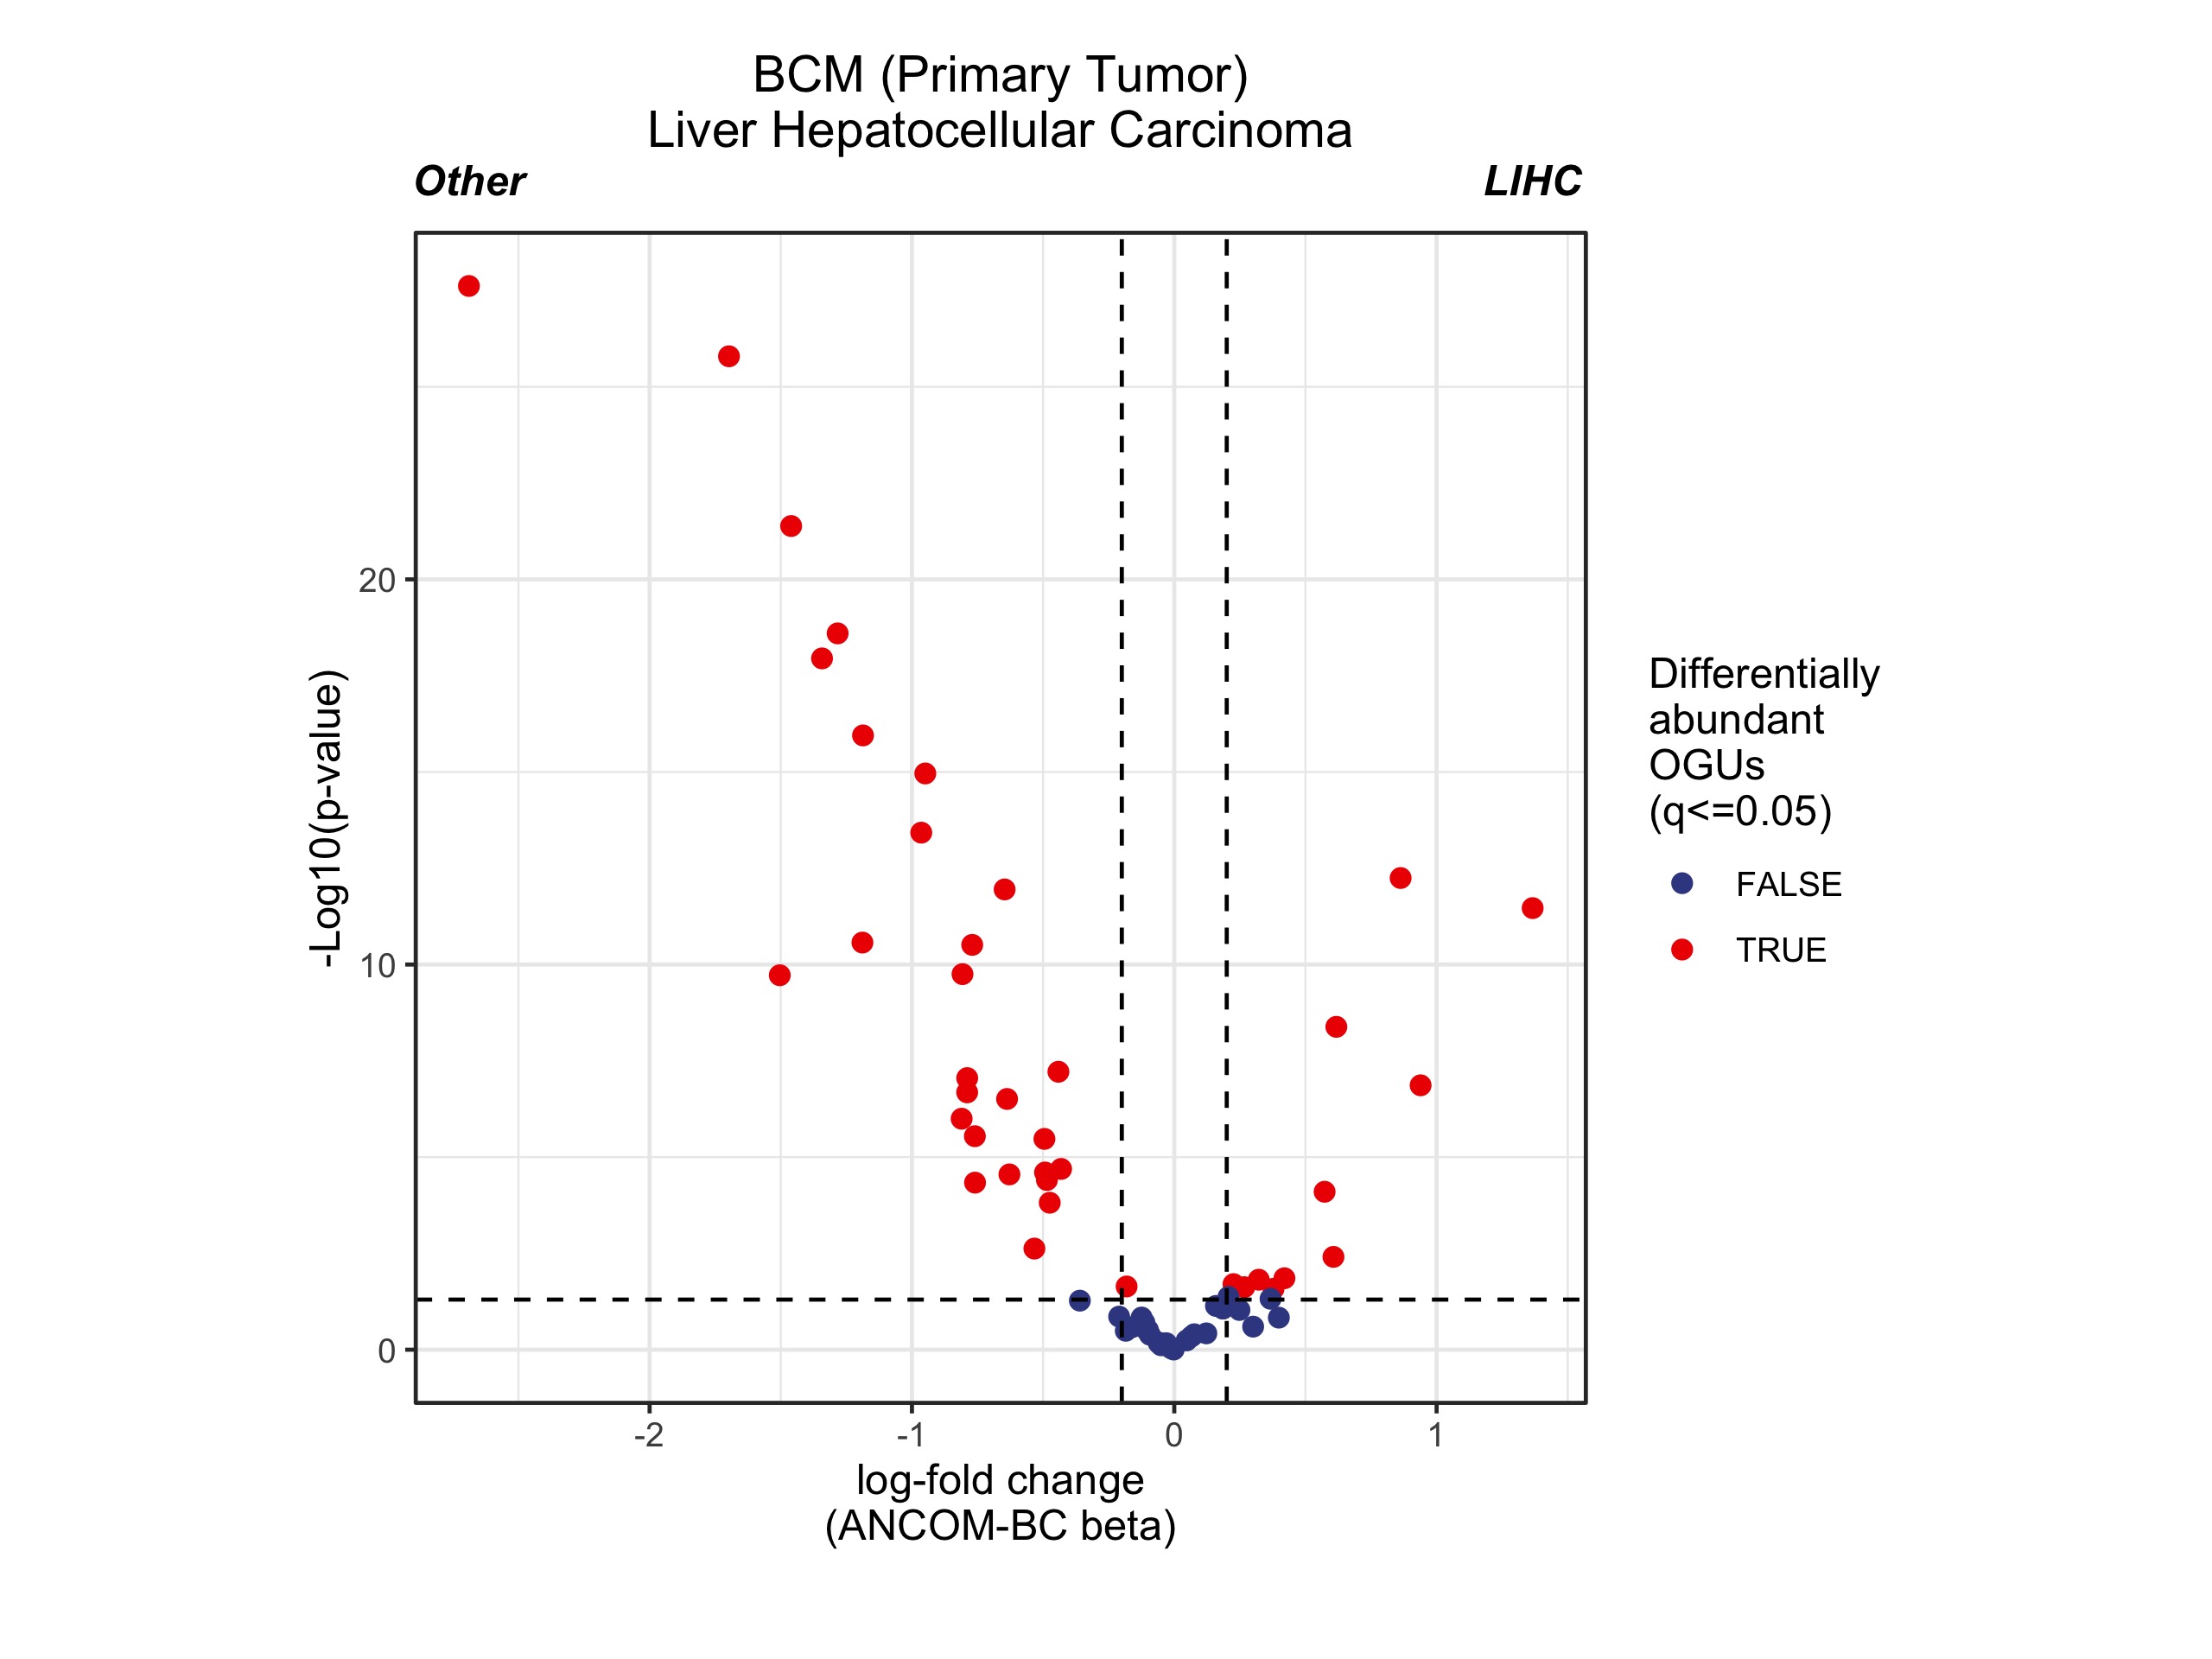 BCM (Primary Tumor)
Liver Hepatocellular Carcinoma
Other
LIHC
-Log10(p-value)
20
10
0
-2
-1
0
1
log-fold change
(ANCOM-BC beta)
Differentially
abundant
OGUs
(q<=0.05)
FALSE
TRUE